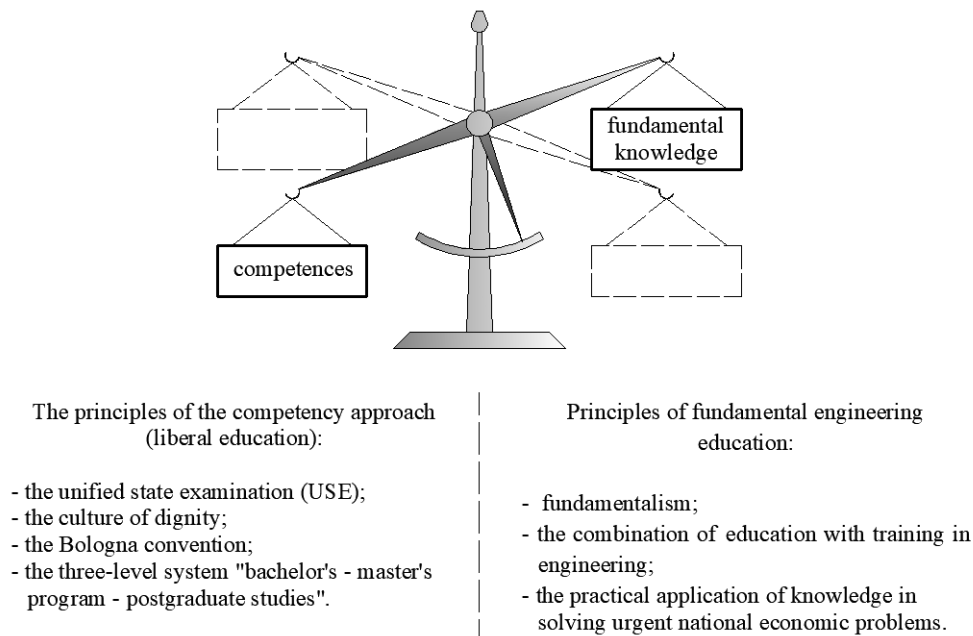 fundamental
knowledge
competences
The principles of the competency approach
(liberal education):
- the unified state examination (USE);
- the culture of dignity;
- the Bologna convention;
- the three-level system "bachelor's - master's
program - postgraduate studies".
Principles of fundamental engineering
education:
- fundamentalism;
- the combination of education with training in
engineering;
- the practical application of knowledge in
solving urgent national economic problems.